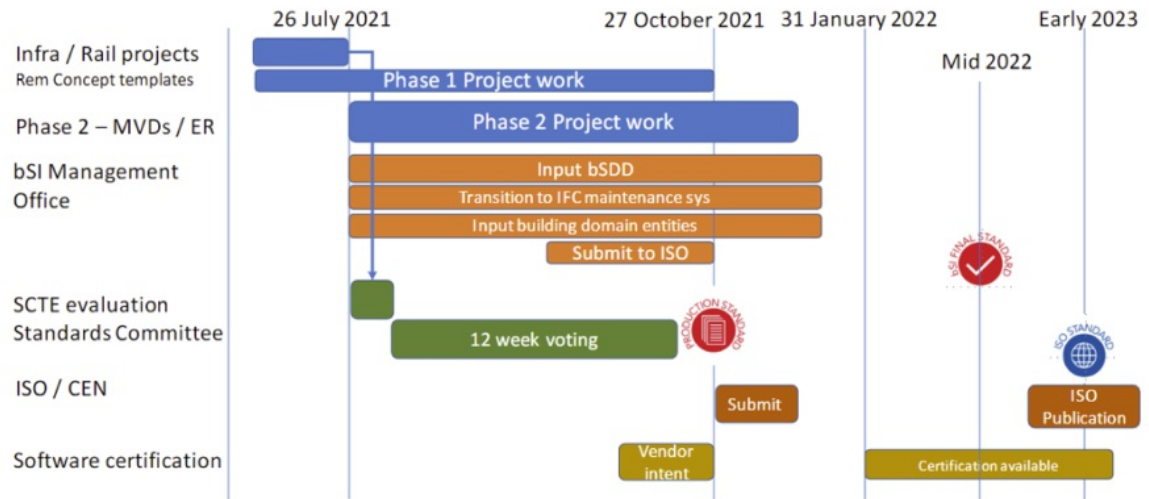 26 July 2021
27 October 2021
31 January 2022
Early 2023
Mid 2022
Infra / Rail projects
Rem Concept templates
Phase 1 Project work
Phase 2 – MVDs / ER
Phase 2 Project work
bSI Management
Office
Input bSDD
Transition to IFC maintenance sys
Input building domain entities
Submit to ISO
bSI FINAL STANDARD
SCTE evaluation
Standards Committee
12 week voting
PRODUCTION STANDARD
ISO STANDARD
ISO / CEN
Submit
ISO
Publication
Software certification
Vendor
intent
Certification available